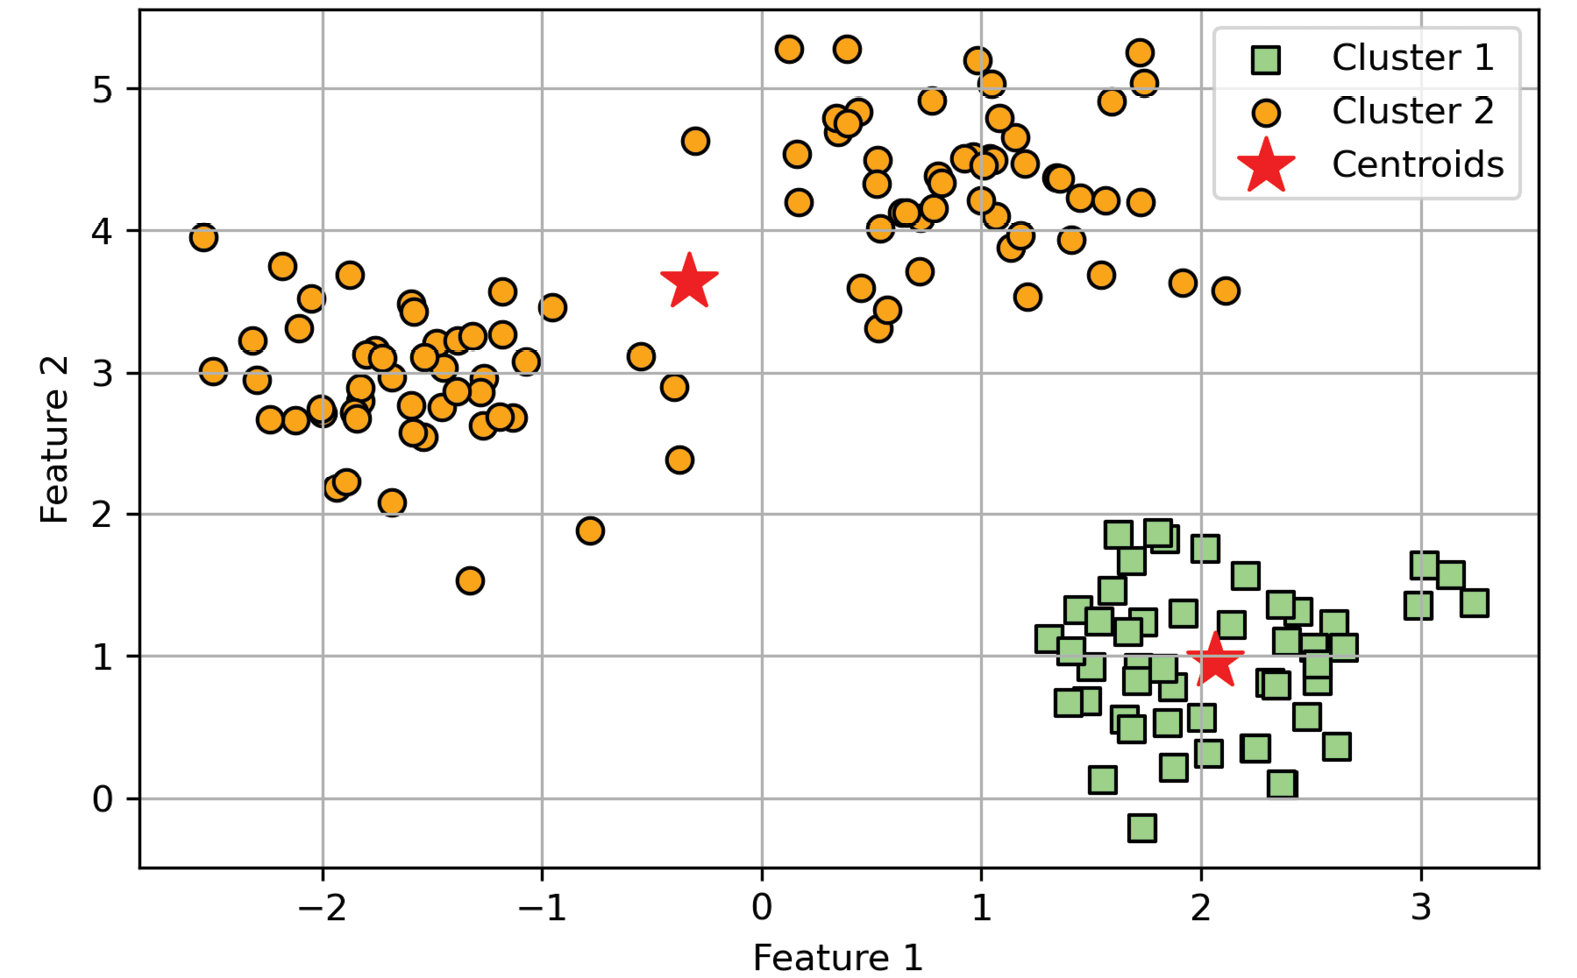 Feature 2
5
4
3
2
1
0
Cluster 1
Cluster 2
Centroids
−2
−1
0
1
2
3
Feature 1